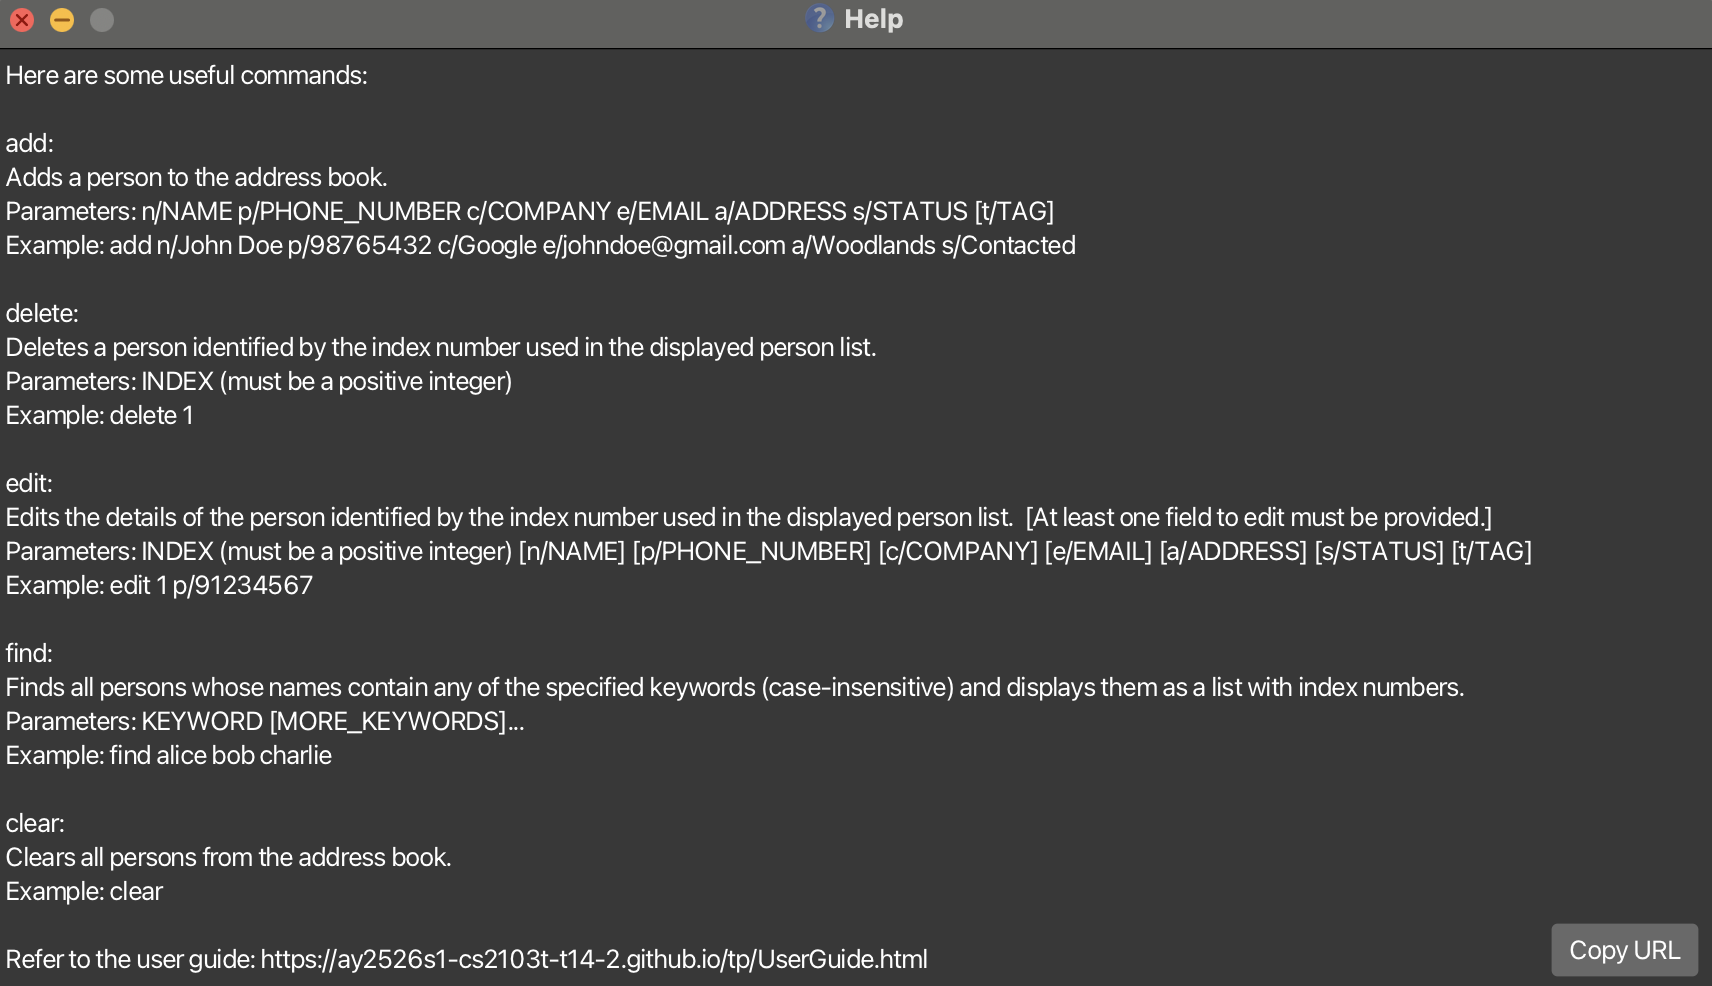 Help
Here are some useful commands:
add:
Adds a person to the address book.
Parameters: n/NAME p/PHONE_NUMBER c/COMPANY e/EMAIL a/ADDRESS s/STATUS [t/TAG]
Example: add n/John Doe p/98765432 c/Google e/johndoe@gmail.com a/Woodlands s/Contacted
delete:
Deletes a person identified by the index number used in the displayed person list.
Parameters: INDEX (must be a positive integer)
Example: delete 1
edit:
Edits the details of the person identified by the index number used in the displayed person list.  [At least one field to edit must be provided.]
Parameters: INDEX (must be a positive integer) [n/NAME] [p/PHONE_NUMBER] [c/COMPANY] [e/EMAIL] [a/ADDRESS] [s/STATUS] [t/TAG]
Example: edit 1 p/91234567
find:
Finds all persons whose names contain any of the specified keywords (case-insensitive) and displays them as a list with index numbers.
Parameters: KEYWORD [MORE_KEYWORDS]...
Example: find alice bob charlie
clear:
Clears all persons from the address book.
Example: clear
Refer to the user guide: https://ay2526s1-cs2103t-t14-2.github.io/tp/UserGuide.html
Copy URL